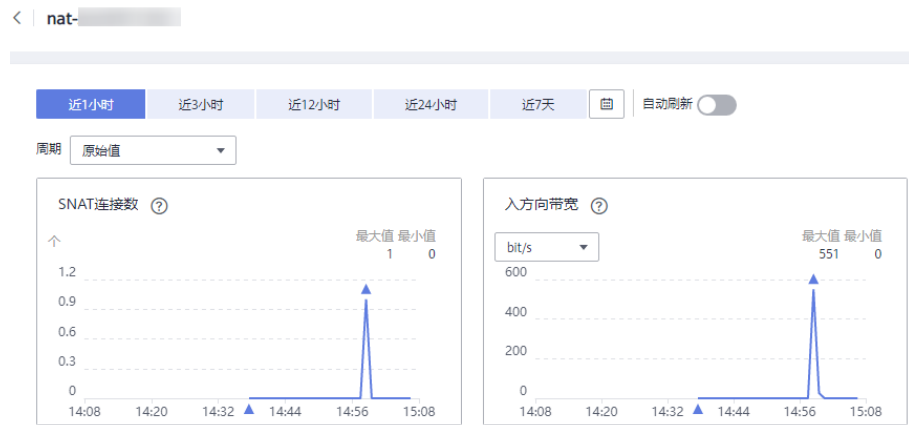 nat-
近1小时 近3小时 近12小时 近24小时 近7天 自动刷新
周期 原始值
SNAT连接数 ?
个
最大值 最小值
1 0
1.2
0.9
0.6
0.3
0
14:08 14:20 14:32 14:44 14:56 15:08
入方向带宽 ?
bit/s
最大值 最小值
551 0
600
400
200
0
14:08 14:20 14:32 14:44 14:56 15:08